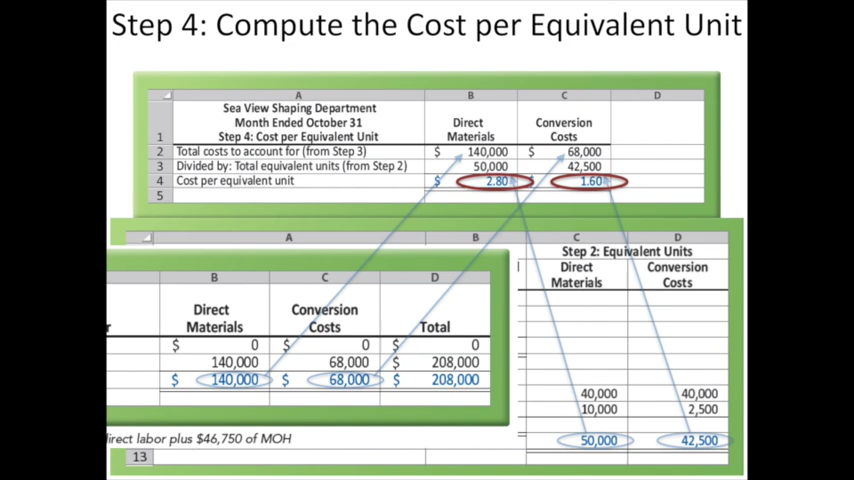 Step 4: Compute the Cost per Equivalent Unit
A B C D
Sea View Shaping Department
Month Ended October 31 Direct Conversion
1 Step 4: Cost per Equivalent Unit Materials Costs
2 Total costs to account for (from Step 3) $ 140,000 $ 68,000
3 Divided by: Total equivalent units (from Step 2) 50,000 42,500
4 Cost per equivalent unit $ 2.80 $ 1.60
5
A B C D
Step 2: Equivalent Units
Direct Conversion
Materials Costs
40,000 40,000
10,000 2,500
50,000 42,500
B C D
Direct Conversion
Materials Costs Total
$ 0 $ 0 $ 0
140,000 68,000 $ 208,000
$ 140,000 $ 68,000 $ 208,000
irect labor plus $46,750 of MOH
13